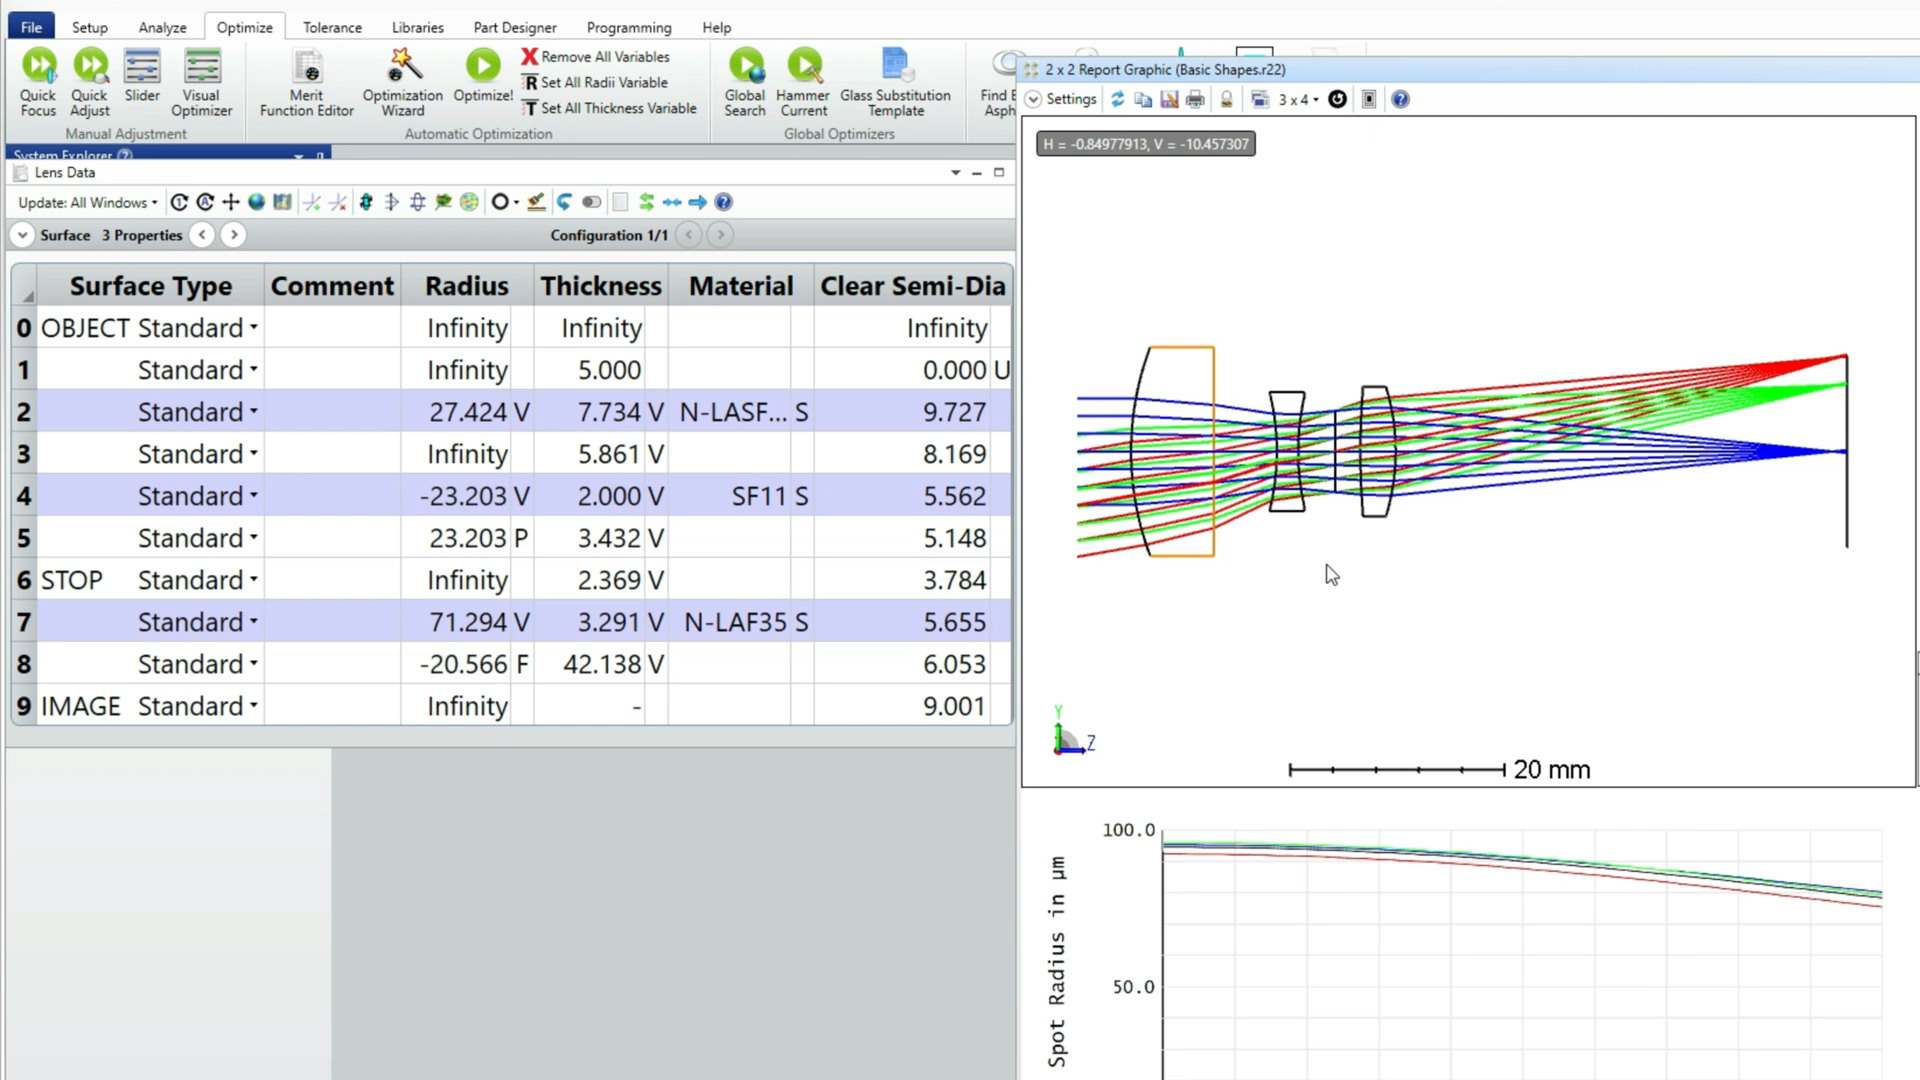 File Setup Analyze Optimize Tolerance Libraries Part Designer Programming Help
Quick Focus
Quick Adjust
Slider
Visual Optimizer
Manual Adjustment
Merit Function Editor
Optimization Wizard
Optimize!
Remove All Variables
Set All Radii Variable
Set All Thickness Variable
Automatic Optimization
Global Search
Hammer Current
Glass Substitution Template
Global Optimizers
Find
Asph
System Explorer
Lens Data
Update: All Windows
Surface 3 Properties
Configuration 1/1
Surface Type Comment Radius Thickness Material Clear Semi-Dia
0 OBJECT Standard Infinity Infinity Infinity
1 Standard Infinity 5.000 0.000 U
2 Standard 27.424 V 7.734 V N-LASF... S 9.727
3 Standard Infinity 5.861 V 8.169
4 Standard -23.203 V 2.000 V SF11 S 5.562
5 Standard 23.203 P 3.432 V 5.148
6 STOP Standard Infinity 2.369 V 3.784
7 Standard 71.294 V 3.291 V N-LAF35 S 5.655
8 Standard -20.566 F 42.138 V 6.053
9 IMAGE Standard Infinity - 9.001
2 x 2 Report Graphic (Basic Shapes.r22)
Settings 3 x 4
H = -0.84977913, V = -10.457307
Y
Z
20 mm
100.0
50.0
Spot Radius in µm